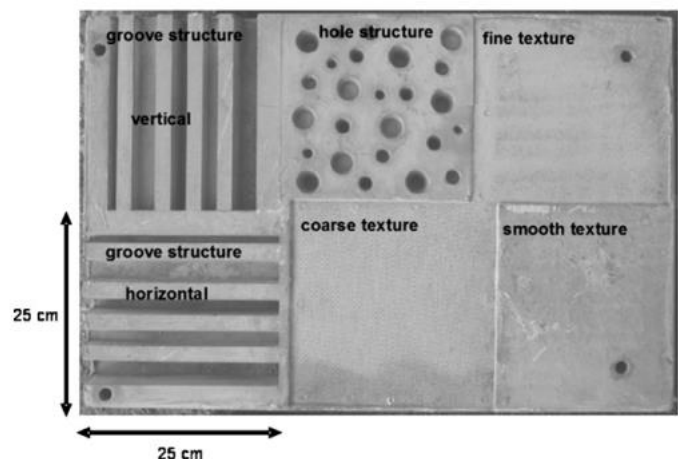 groove structure
hole structure
fine texture
vertical
coarse texture
smooth texture
groove structure
horizontal
25 cm
25 cm